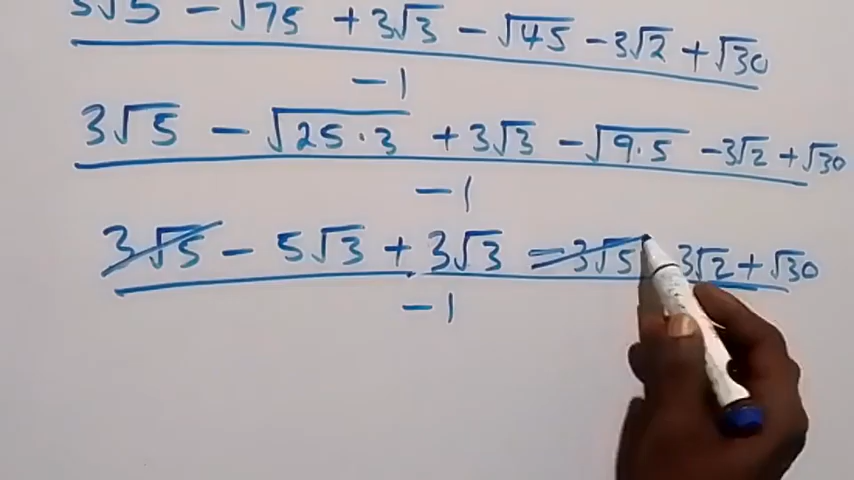 3√5 - √75 + 3√3 - √45 - 3√2 + √30
-1
3√5 - √25·3 + 3√3 - √9·5 - 3√2 + √30
-1
3√5 - 5√3 + 3√3 - 3√5 3√2 + √30
-1